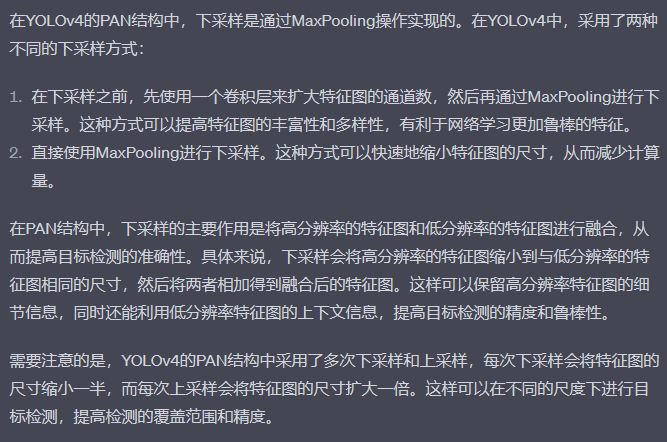 在YOLOv4的PAN结构中，下采样是通过MaxPooling操作实现的。在YOLOv4中，采用了两种
不同的下采样方式：
1. 在下采样之前，先使用一个卷积层来扩大特征图的通道数，然后再通过MaxPooling进行下
采样。这种方式可以提高特征图的丰富性和多样性，有利于网络学习更加鲁棒的特征。
2. 直接使用MaxPooling进行下采样。这种方式可以快速地缩小特征图的尺寸，从而减少计算
量。
在PAN结构中，下采样的主要作用是将高分辨率的特征图和低分辨率的特征图进行融合，从
而提高目标检测的准确性。具体来说，下采样会将高分辨率的特征图缩小到与低分辨率的特
征图相同的尺寸，然后将两者相加得到融合后的特征图。这样可以保留高分辨率特征图的细
节信息，同时还能利用低分辨率特征图的上下文信息，提高目标检测的精度和鲁棒性。
需要注意的是，YOLOv4的PAN结构中采用了多次下采样和上采样，每次下采样会将特征图的
尺寸缩小一半，而每次上采样会将特征图的尺寸扩大一倍。这样可以在不同的尺度下进行目
标检测，提高检测的覆盖范围和精度。